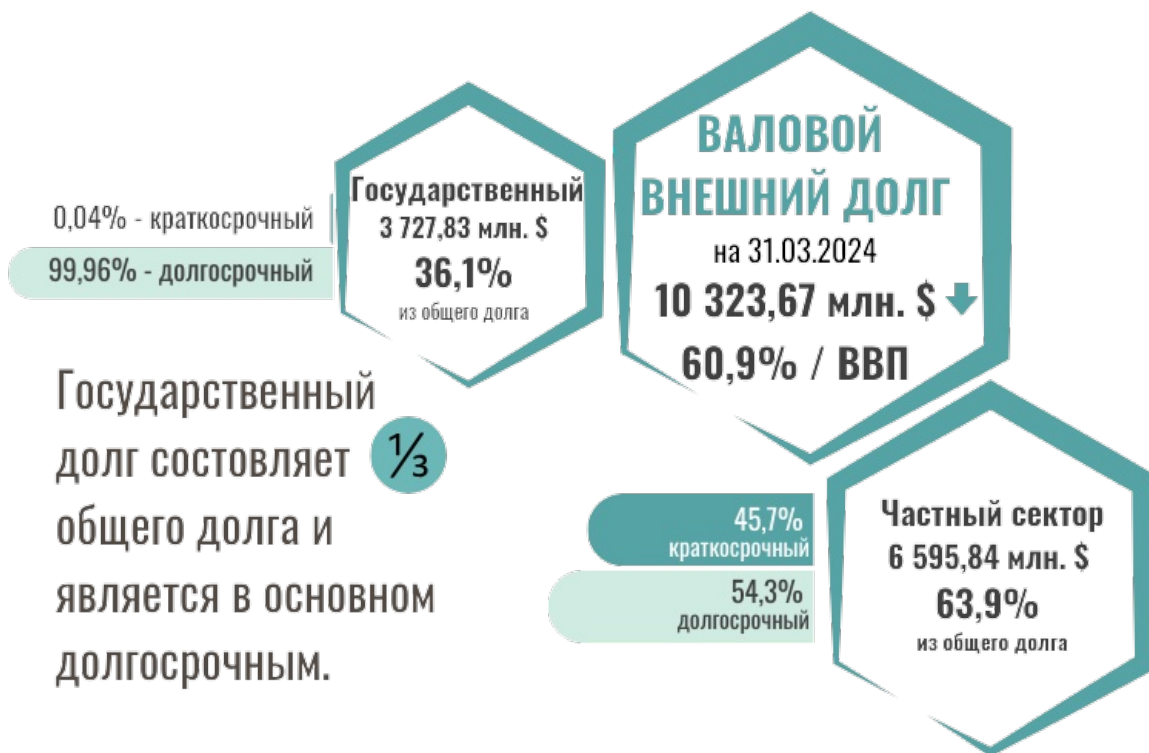 ВАЛОВОЙ
ВНЕШНИЙ ДОЛГ
на 31.03.2024
10 323,67 млн. $
60,9% / ВВП
Государственный
3 727,83 млн. $
36,1%
из общего долга
0,04% - краткосрочный
99,96% - долгосрочный
Государственный
долг состовляет ⅓
общего долга и
является в основном
долгосрочным.
45,7%
краткосрочный
54,3%
долгосрочный
Частный сектор
6 595,84 млн. $
63,9%
из общего долга